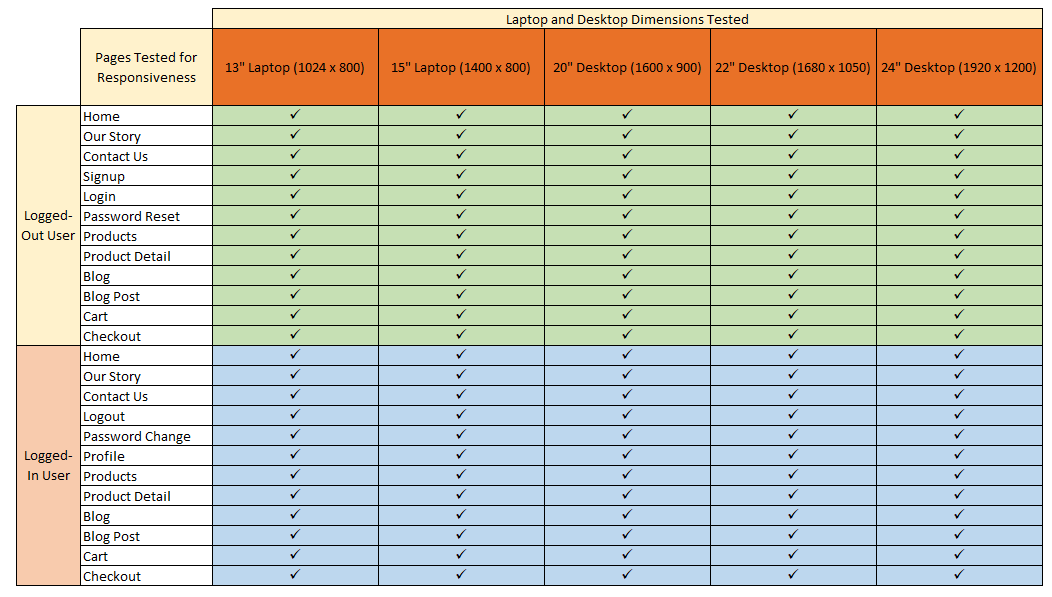 Laptop and Desktop Dimensions Tested
Pages Tested for
Responsiveness
13" Laptop (1024 x 800) 15" Laptop (1400 x 800) 20" Desktop (1600 x 900) 22" Desktop (1680 x 1050) 24" Desktop (1920 x 1200)
Logged-
Out User
Home ✓ ✓ ✓ ✓ ✓
Our Story ✓ ✓ ✓ ✓ ✓
Contact Us ✓ ✓ ✓ ✓ ✓
Signup ✓ ✓ ✓ ✓ ✓
Login ✓ ✓ ✓ ✓ ✓
Password Reset ✓ ✓ ✓ ✓ ✓
Products ✓ ✓ ✓ ✓ ✓
Product Detail ✓ ✓ ✓ ✓ ✓
Blog ✓ ✓ ✓ ✓ ✓
Blog Post ✓ ✓ ✓ ✓ ✓
Cart ✓ ✓ ✓ ✓ ✓
Checkout ✓ ✓ ✓ ✓ ✓
Logged-
In User
Home ✓ ✓ ✓ ✓ ✓
Our Story ✓ ✓ ✓ ✓ ✓
Contact Us ✓ ✓ ✓ ✓ ✓
Logout ✓ ✓ ✓ ✓ ✓
Password Change ✓ ✓ ✓ ✓ ✓
Profile ✓ ✓ ✓ ✓ ✓
Products ✓ ✓ ✓ ✓ ✓
Product Detail ✓ ✓ ✓ ✓ ✓
Blog ✓ ✓ ✓ ✓ ✓
Blog Post ✓ ✓ ✓ ✓ ✓
Cart ✓ ✓ ✓ ✓ ✓
Checkout ✓ ✓ ✓ ✓ ✓